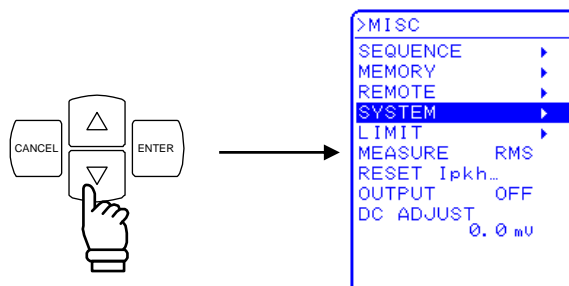 CANCEL
ENTER
>MISC
SEQUENCE
MEMORY
REMOTE
SYSTEM
LIMIT
MEASURE RMS
RESET Ipkh…
OUTPUT OFF
DC ADJUST
0.0 mV